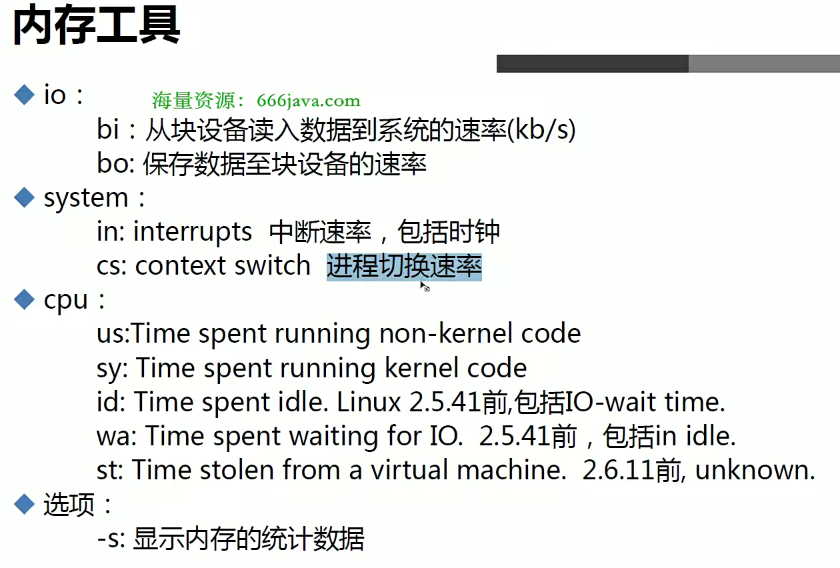 内存工具
io：
海量资源：666java.com
bi：从块设备读入数据到系统的速率(kb/s)
bo: 保存数据至块设备的速率
system：
in: interrupts 中断速率，包括时钟
cs: context switch 进程切换速率
cpu：
us:Time spent running non-kernel code
sy: Time spent running kernel code
id: Time spent idle. Linux 2.5.41前,包括IO-wait time.
wa: Time spent waiting for IO. 2.5.41前，包括in idle.
st: Time stolen from a virtual machine. 2.6.11前, unknown.
选项：
-s: 显示内存的统计数据